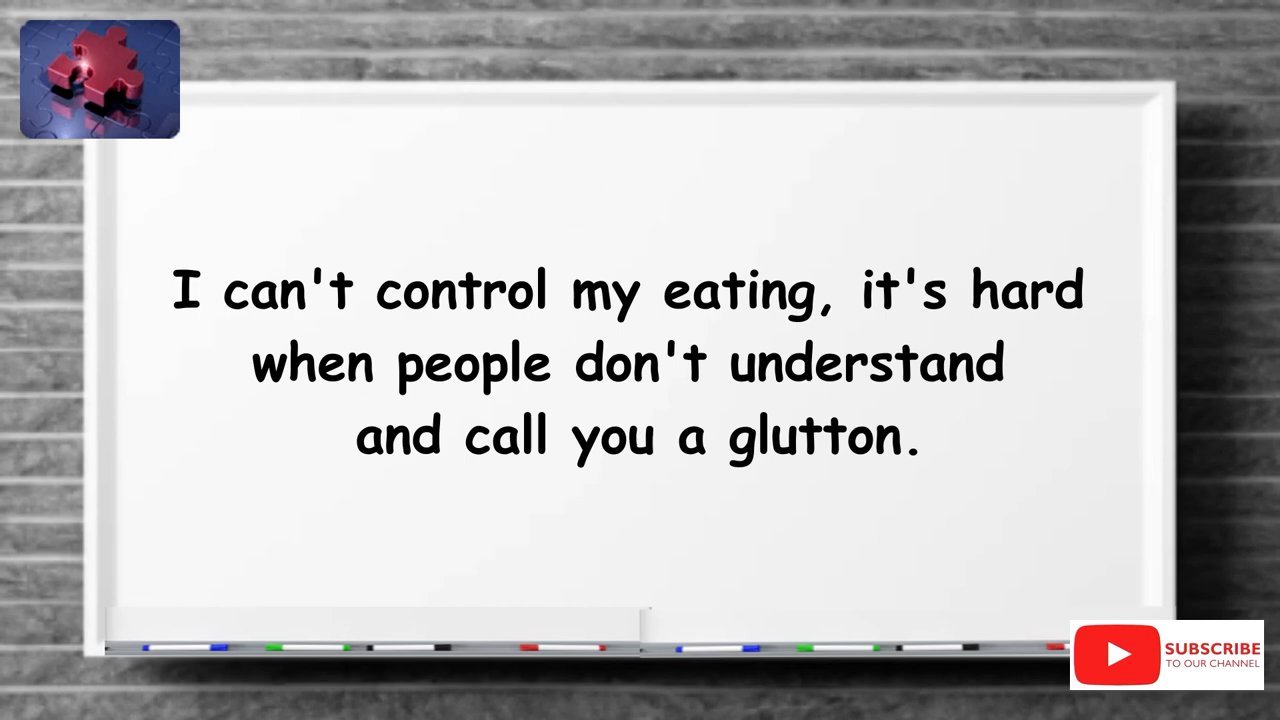 I can't control my eating, it's hard
when people don't understand
and call you a glutton.
SUBSCRIBE
TO OUR CHANNEL